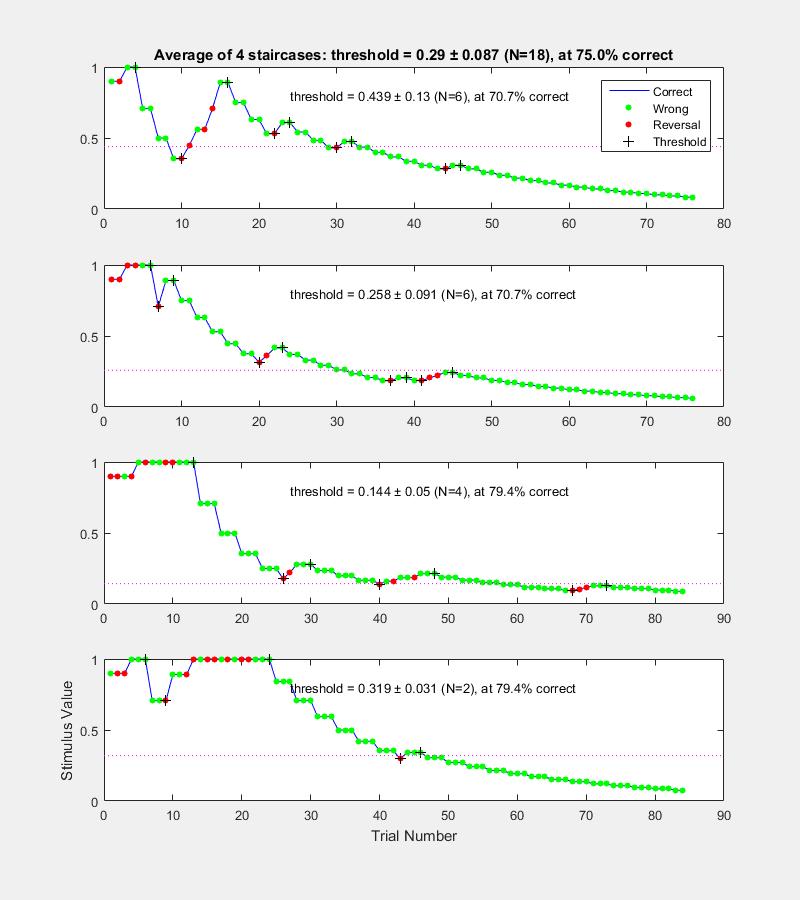 Average of 4 staircases: threshold = 0.29 ± 0.087 (N=18), at 75.0% correct
1
threshold = 0.439 ± 0.13 (N=6), at 70.7% correct
Correct
Wrong
Reversal
Threshold
0.5
0
0 10 20 30 40 50 60 70 80
1
threshold = 0.258 ± 0.091 (N=6), at 70.7% correct
0.5
0
0 10 20 30 40 50 60 70 80
1
threshold = 0.144 ± 0.05 (N=4), at 79.4% correct
0.5
0
0 10 20 30 40 50 60 70 80 90
1
threshold = 0.319 ± 0.031 (N=2), at 79.4% correct
0.5
0
Stimulus Value
0 10 20 30 40 50 60 70 80 90
Trial Number